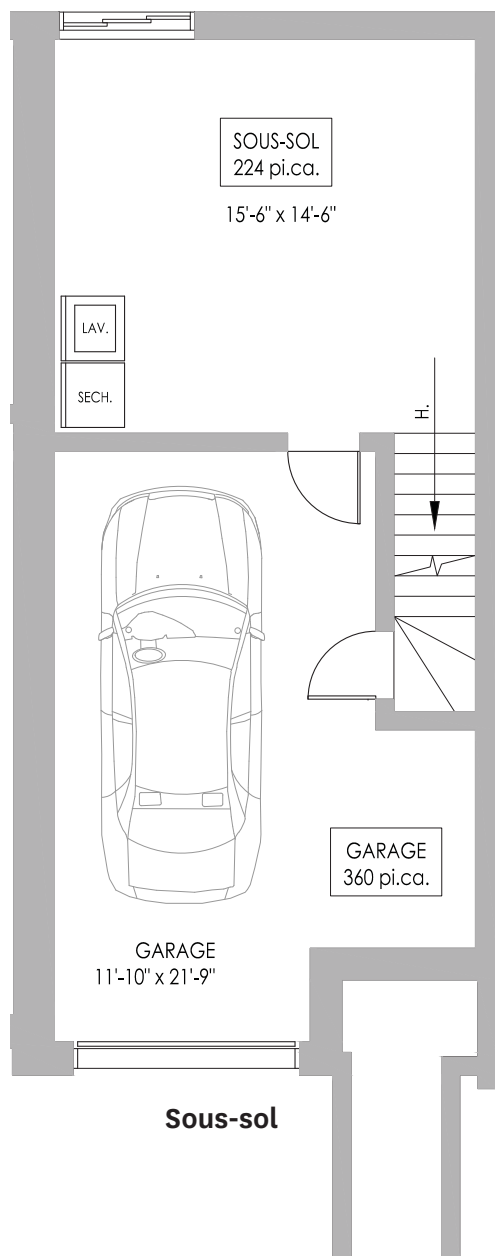 SOUS-SOL
224 pi.ca.
15'-6" x 14'-6"
LAV.
SECH.
H.
GARAGE
360 pi.ca.
GARAGE
11'-10" x 21'-9"
Sous-sol